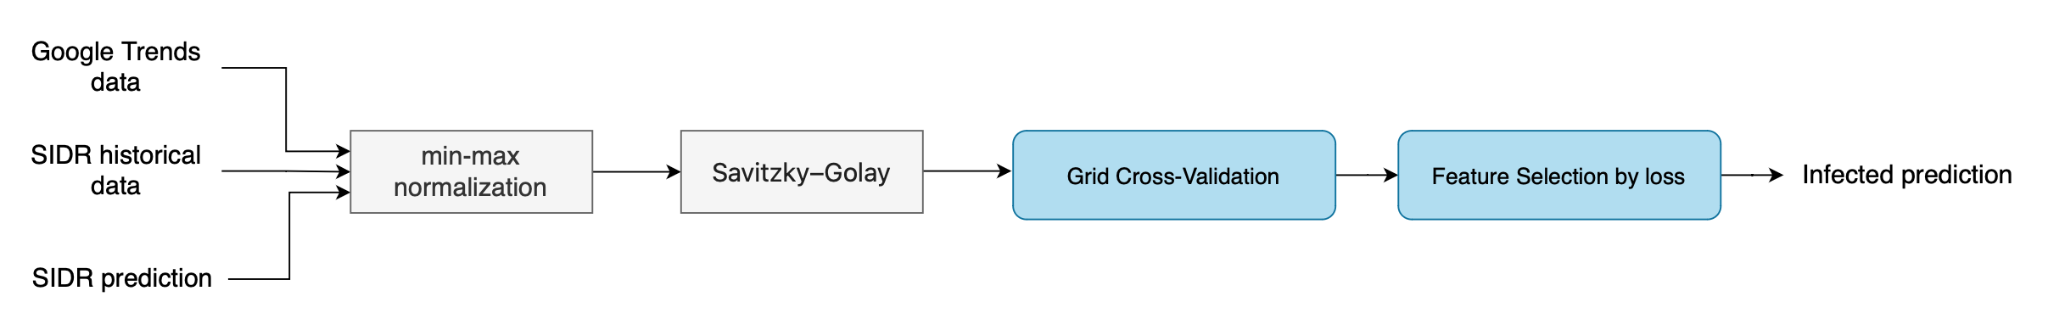 Google Trends
data
SIDR historical
data
SIDR prediction
min-max
normalization
Savitzky–Golay
Grid Cross-Validation
Feature Selection by loss
Infected prediction